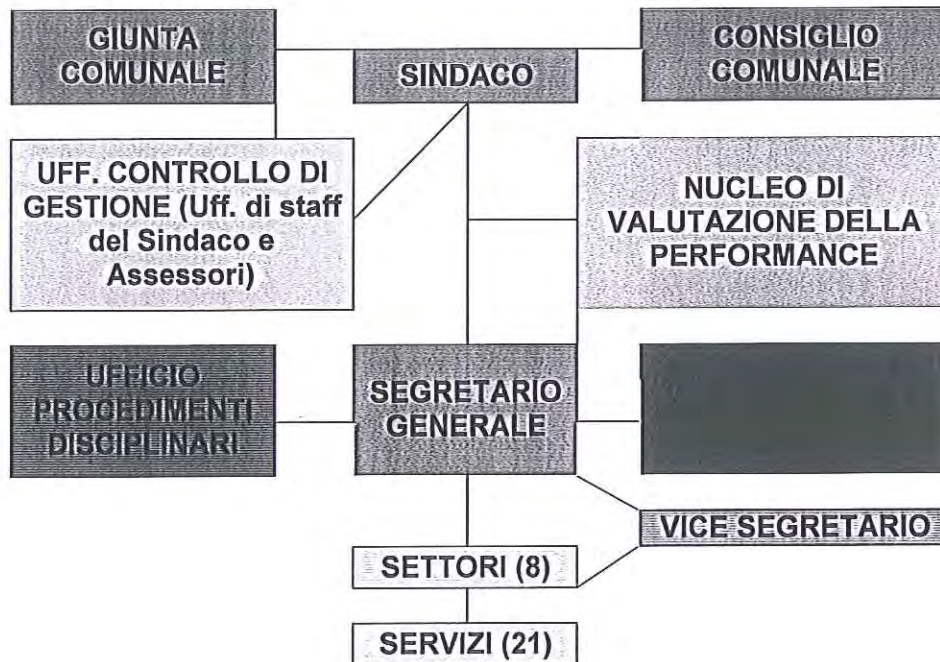 GIUNTA
COMUNALE
SINDACO
CONSIGLIO
COMUNALE
UFF. CONTROLLO DI
GESTIONE (Uff. di staff
del Sindaco e
Assessori)
NUCLEO DI
VALUTAZIONE DELLA
PERFORMANCE
UFFICIO
PROCEDIMENTI
DISCIPLINARI
SEGRETARIO
GENERALE
VICE SEGRETARIO
SETTORI (8)
SERVIZI (21)